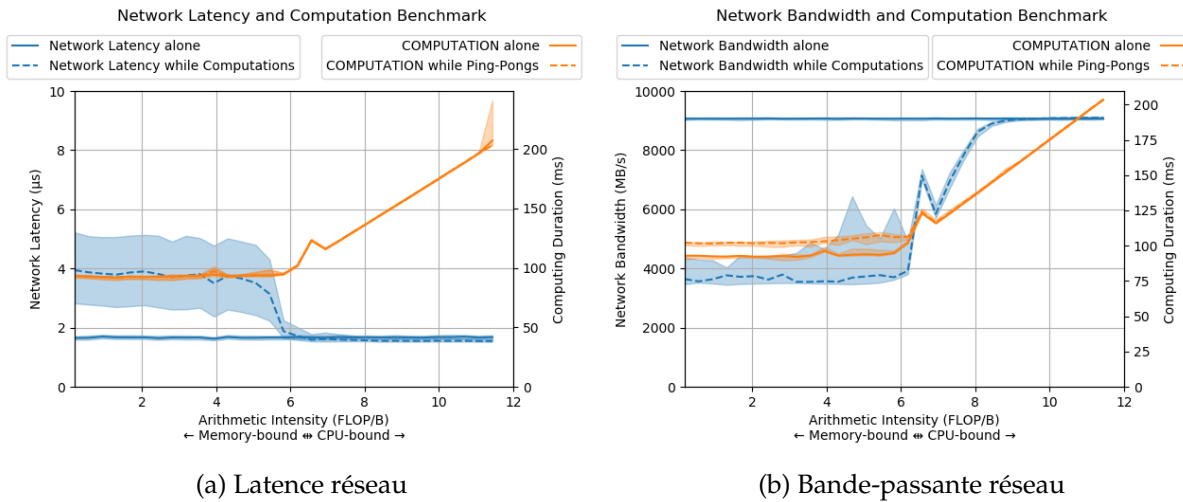 Network Latency and Computation Benchmark
Network Latency alone
Network Latency while Computations
COMPUTATION alone
COMPUTATION while Ping-Pongs
10
8
6
4
2
0
Network Latency (µs)
200
150
100
50
0
Computing Duration (ms)
2 4 6 8 10 12
Arithmetic Intensity (FLOP/B)
← Memory-bound ⇹ CPU-bound →
(a) Latence réseau
Network Bandwidth and Computation Benchmark
Network Bandwidth alone
Network Bandwidth while Computations
COMPUTATION alone
COMPUTATION while Ping-Pongs
10000
8000
6000
4000
2000
0
Network Bandwidth (MB/s)
200
175
150
125
100
75
50
25
0
Computing Duration (ms)
2 4 6 8 10 12
Arithmetic Intensity (FLOP/B)
← Memory-bound ⇹ CPU-bound →
(b) Bande-passante réseau